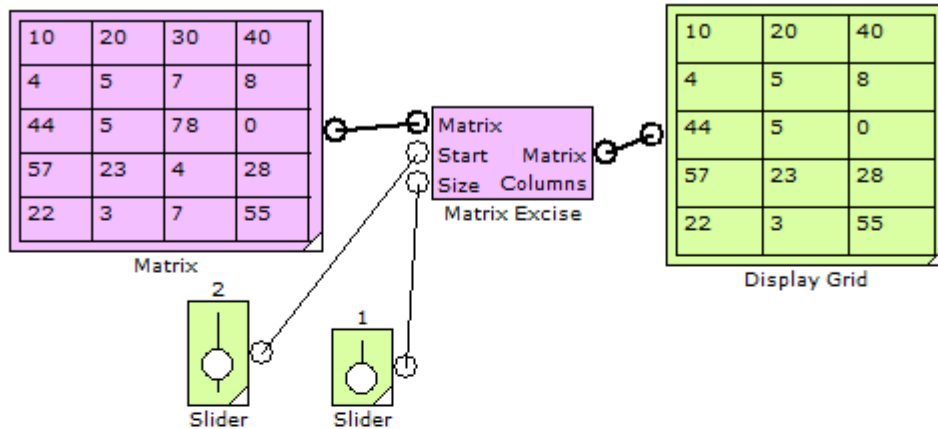 10 20 30 40
4 5 7 8
44 5 78 0
57 23 4 28
22 3 7 55
Matrix
Matrix
Start Matrix
Size Columns
Matrix Excise
10 20 40
4 5 8
44 5 0
57 23 28
22 3 55
Display Grid
2
Slider
1
Slider